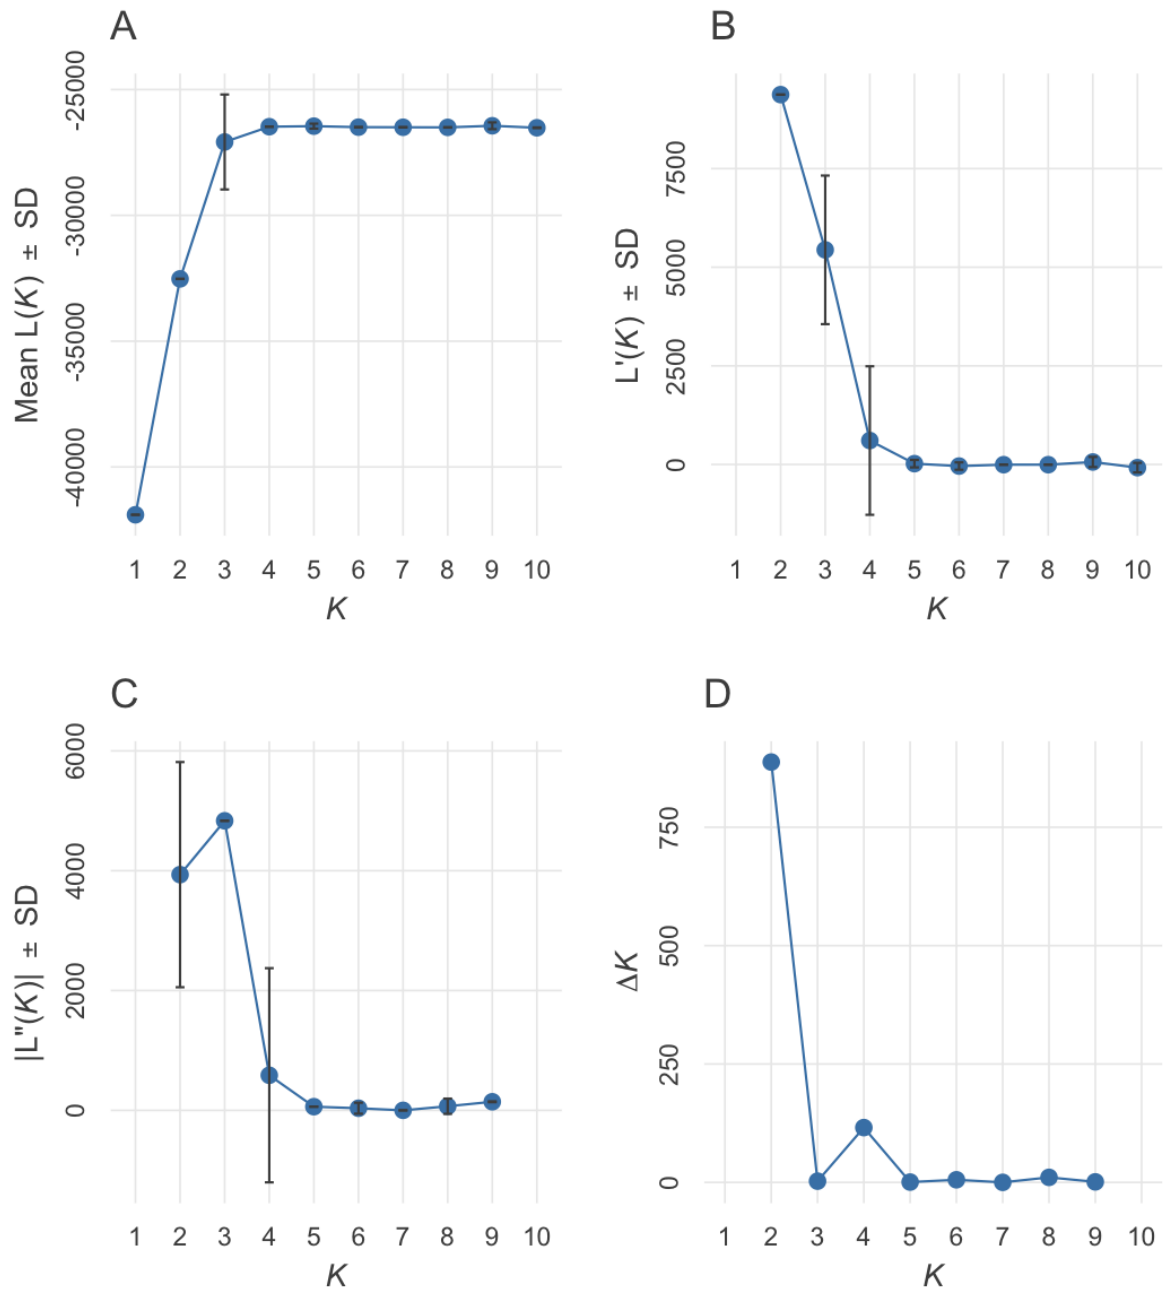 A
Mean L(K) ± SD
-25000
-30000
-35000
-40000
1 2 3 4 5 6 7 8 9 10
K
B
L'(K) ± SD
7500
5000
2500
0
1 2 3 4 5 6 7 8 9 10
K
C
|L"(K)| ± SD
6000
4000
2000
0
1 2 3 4 5 6 7 8 9 10
K
D
ΔK
750
500
250
0
1 2 3 4 5 6 7 8 9 10
K